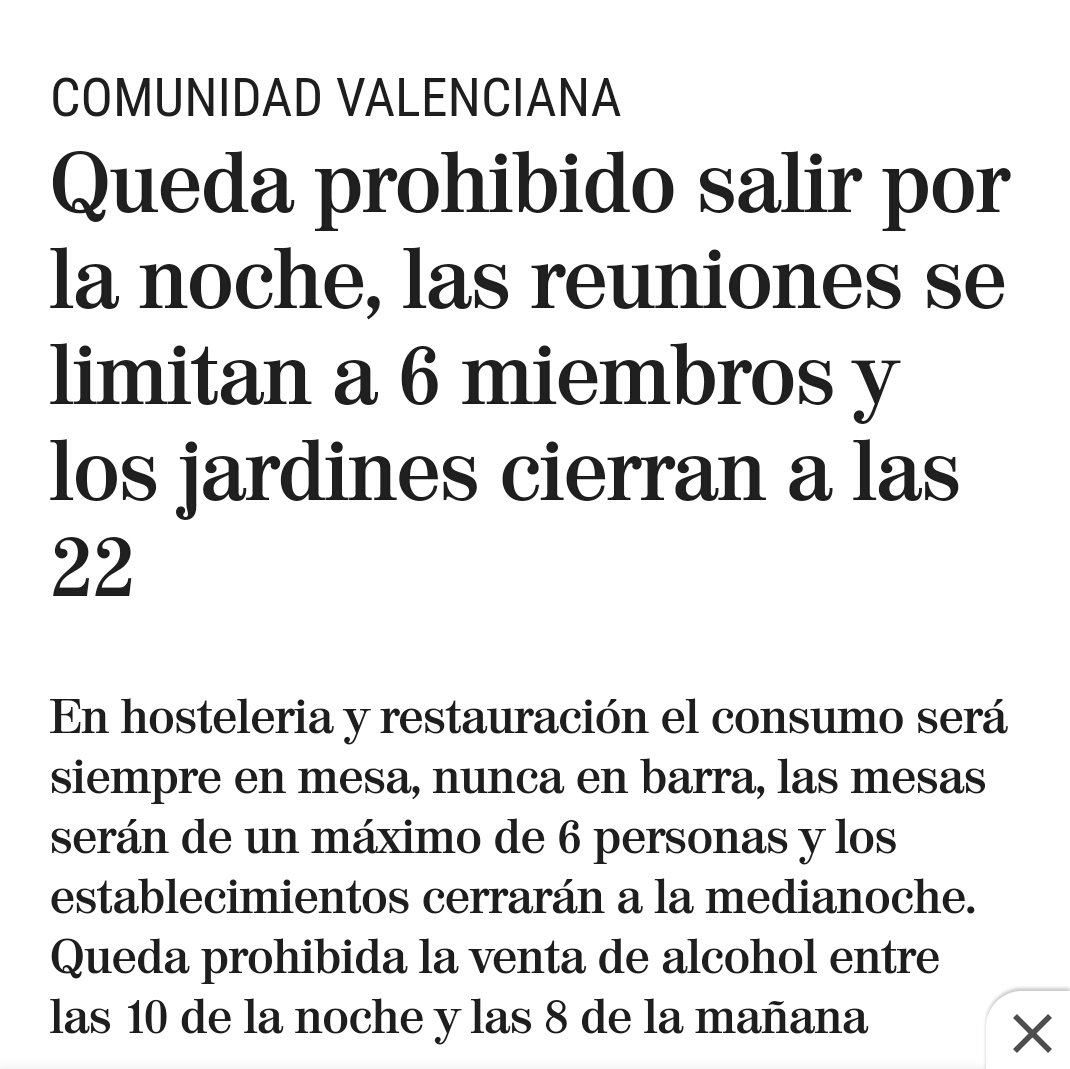 COMUNIDAD VALENCIANA
Queda prohibido salir por
la noche, las reuniones se
limitan a 6 miembros y
los jardines cierran a las
22
En hosteleria y restauración el consumo será
siempre en mesa, nunca en barra, las mesas
serán de un máximo de 6 personas y los
establecimientos cerrarán a la medianoche.
Queda prohibida la venta de alcohol entre
las 10 de la noche y las 8 de la mañana